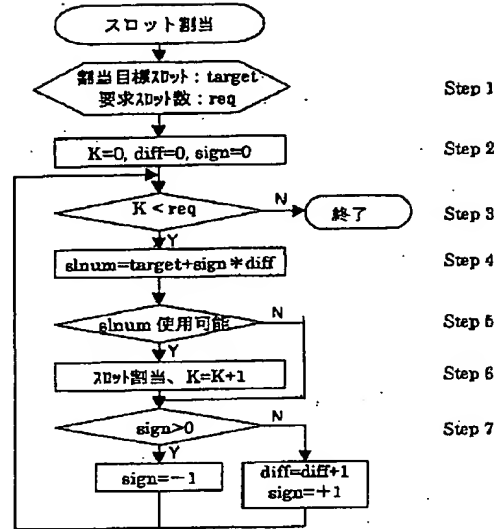 スロット割当
割当目標スロット:target
要求スロット数:req
Step 1
K=0, diff=0, sign=0
Step 2
K < req
N
終了
Step 3
Y
slnum=target+sign*diff
Step 4
slnum 使用可能
N
Step 5
Y
スロット割当、K=K+1
Step 6
sign>0
N
Step 7
Y
sign=-1
diff=diff+1
sign=+1